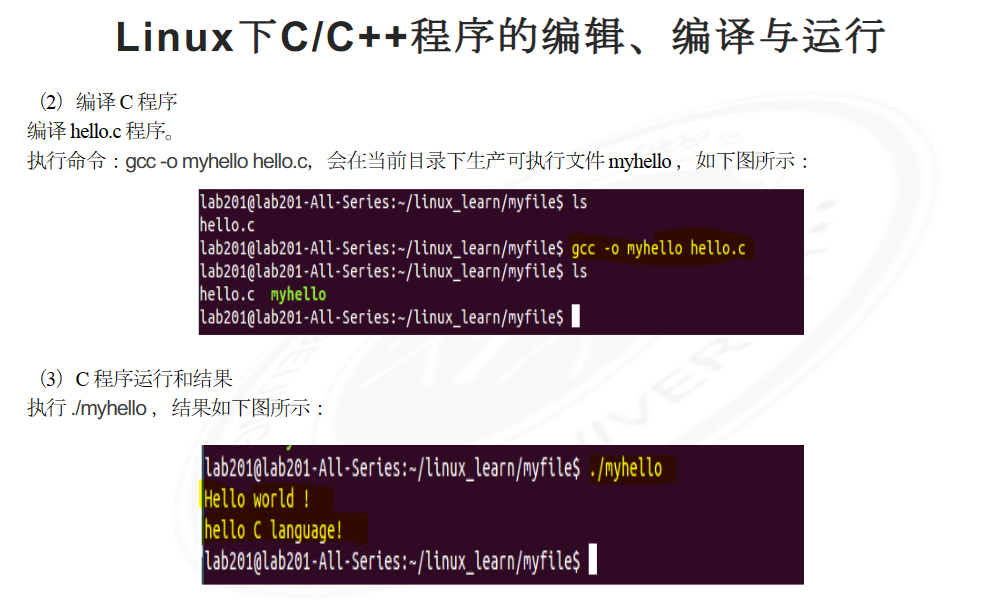 Linux下C/C++程序的编辑、编译与运行
（2）编译 C 程序
编译 hello.c 程序。
执行命令：gcc -o myhello hello.c，会在当前目录下生产可执行文件 myhello ，如下图所示：
lab201@lab201-All-Series:~/linux_learn/myfile$ ls
hello.c
lab201@lab201-All-Series:~/linux_learn/myfile$ gcc -o myhello hello.c
lab201@lab201-All-Series:~/linux_learn/myfile$ ls
hello.c myhello
lab201@lab201-All-Series:~/linux_learn/myfile$
（3）C 程序运行和结果
执行 ./myhello ，结果如下图所示：
lab201@lab201-All-Series:~/linux_learn/myfile$ ./myhello
Hello world !
hello C language!
lab201@lab201-All-Series:~/linux_learn/myfile$